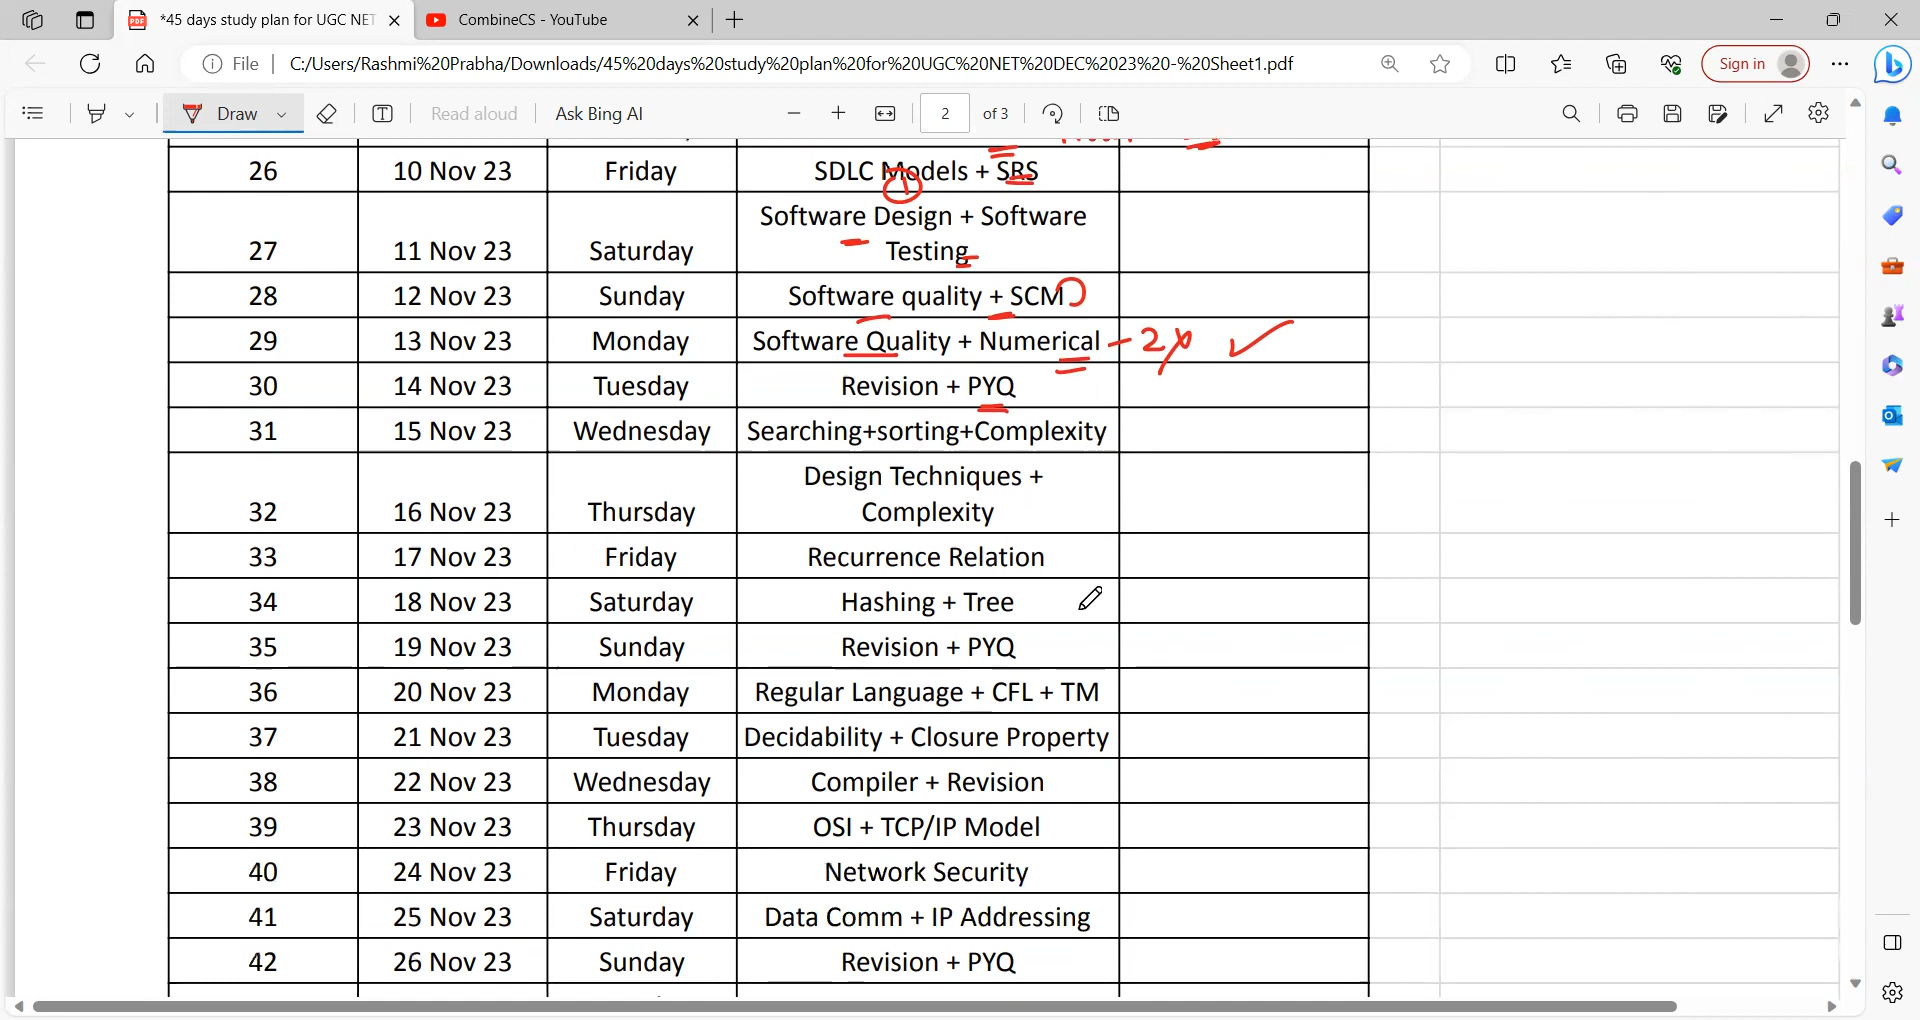 *45 days study plan for UGC NET
CombineCS - YouTube
File
C:/Users/Rashmi%20Prabha/Downloads/45%20days%20study%20plan%20for%20UGC%20NET%20DEC%2023%20-%20Sheet1.pdf
Sign in
Draw
Read aloud
Ask Bing AI
2 of 3
26 10 Nov 23 Friday SDLC Models + SRS
1
27 11 Nov 23 Saturday Software Design + Software
Testing
28 12 Nov 23 Sunday Software quality + SCM
29 13 Nov 23 Monday Software Quality + Numerical - 2
30 14 Nov 23 Tuesday Revision + PYQ
31 15 Nov 23 Wednesday Searching+sorting+Complexity
32 16 Nov 23 Thursday Design Techniques +
Complexity
33 17 Nov 23 Friday Recurrence Relation
34 18 Nov 23 Saturday Hashing + Tree
35 19 Nov 23 Sunday Revision + PYQ
36 20 Nov 23 Monday Regular Language + CFL + TM
37 21 Nov 23 Tuesday Decidability + Closure Property
38 22 Nov 23 Wednesday Compiler + Revision
39 23 Nov 23 Thursday OSI + TCP/IP Model
40 24 Nov 23 Friday Network Security
41 25 Nov 23 Saturday Data Comm + IP Addressing
42 26 Nov 23 Sunday Revision + PYQ